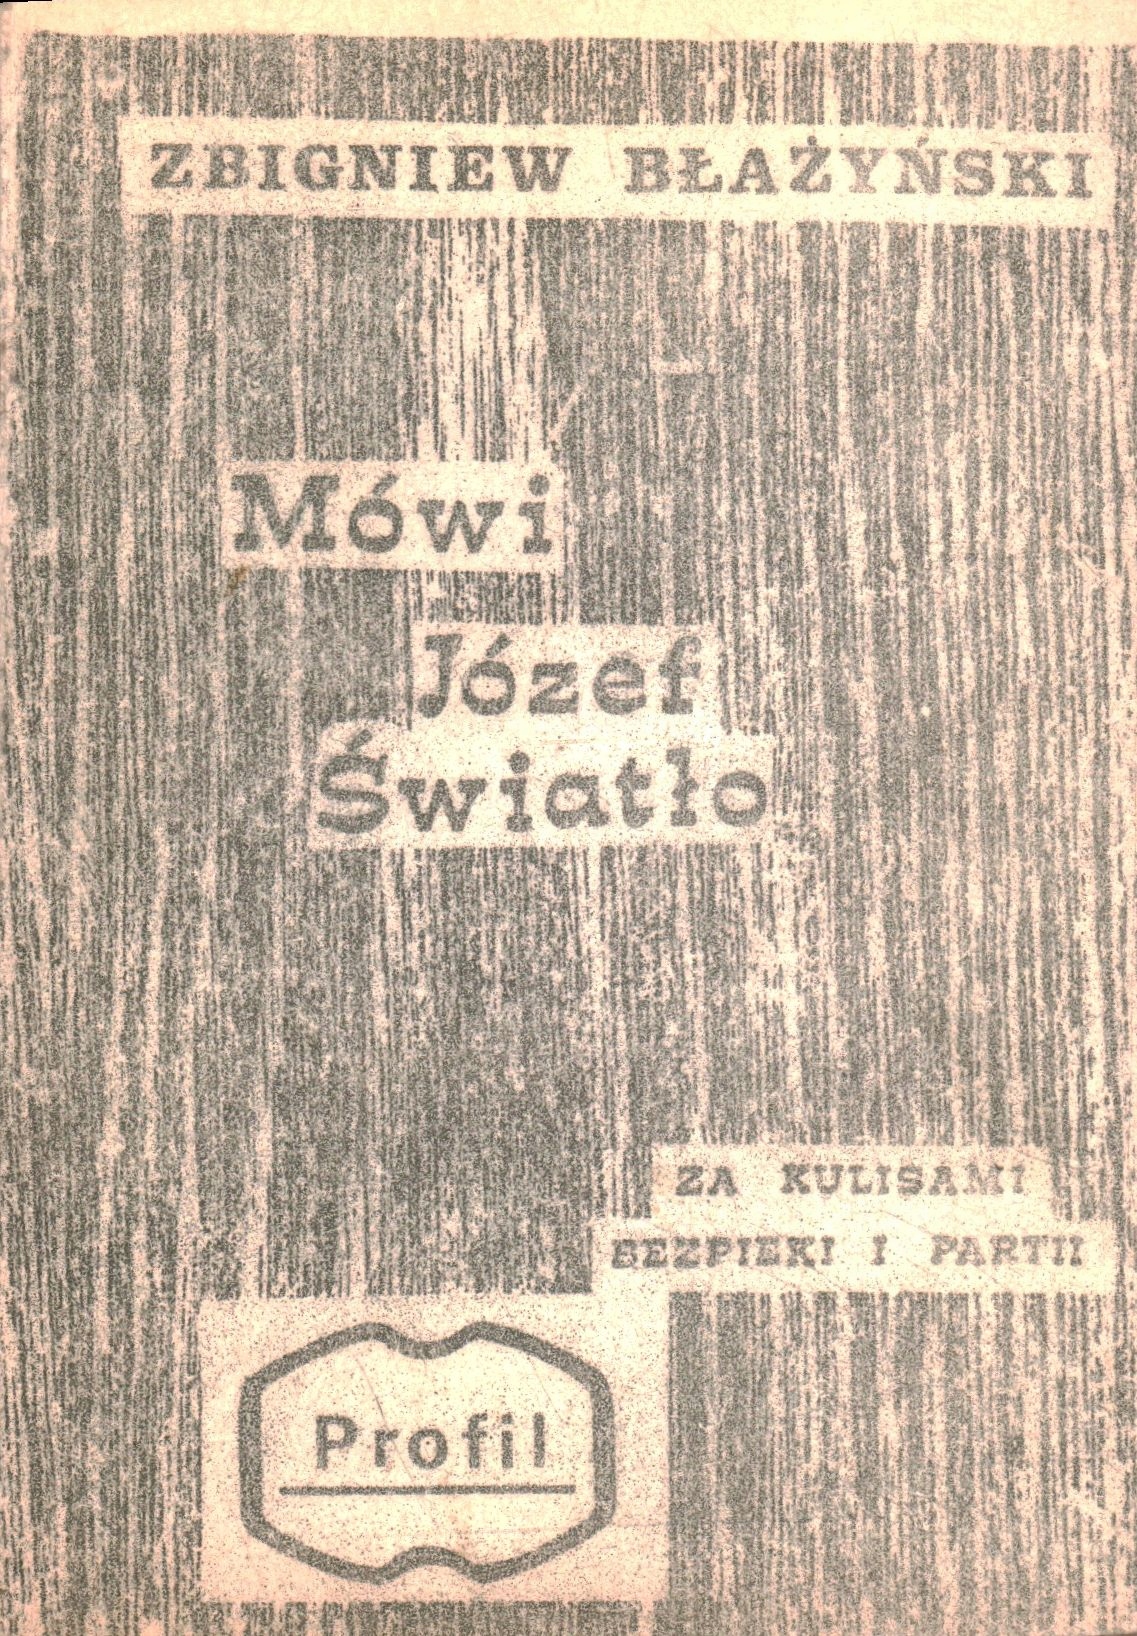 ZBIGNIEW BŁAŻYŃSKI
Mówi
Józef
Światło
ZA KULISAMI
BEZPIEKI I PARTII
Profil